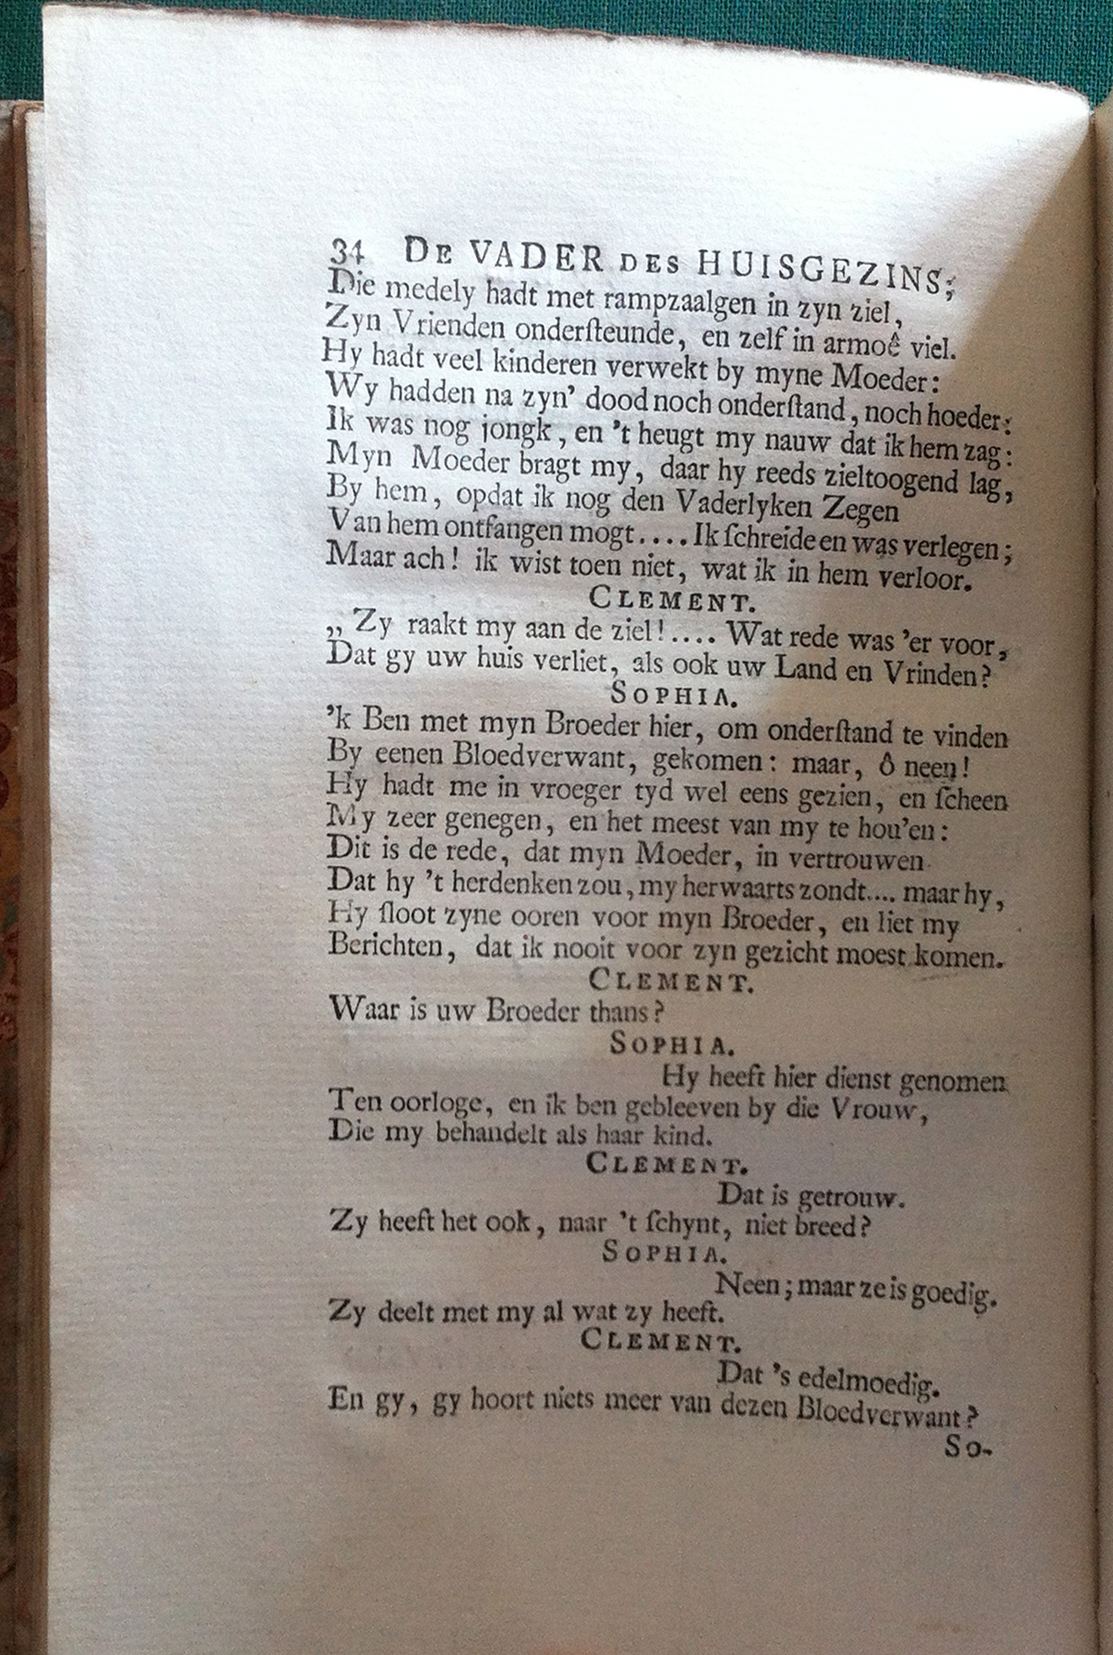 34 DE VADER DES HUISGEZINS;
Die medely hadt met rampzaalgen in zyn ziel,
Zyn Vrienden onderſteunde, en zelf in armoê viel.
Hy hadt veel kinderen verwekt by myne Moeder:
Wy hadden na zyn' dood noch onderſtand, noch hoeder:
Ik was nog jongk, en 't heugt my nauw dat ik hem zag:
Myn Moeder bragt my, daar hy reeds zieltoogend lag,
By hem, opdat ik nog den Vaderlyken Zegen
Van hem ontfangen mogt.... Ik ſchreide en was verlegen;
Maar ach! ik wist toen niet, wat ik in hem verloor.
CLEMENT.
„ Zy raakt my aan de ziel!.... Wat rede was 'er voor,
Dat gy uw huis verliet, als ook uw Land en Vrinden?
SOPHIA.
'k Ben met myn Broeder hier, om onderſtand te vinden
By eenen Bloedverwant, gekomen: maar, ô neen!
Hy hadt me in vroeger tyd wel eens gezien, en ſcheen
My zeer genegen, en het meest van my te hou'en:
Dit is de rede, dat myn Moeder, in vertrouwen
Dat hy 't herdenken zou, my herwaarts zondt.... maar hy,
Hy ſloot zyne ooren voor myn Broeder, en liet my
Berichten, dat ik nooit voor zyn gezicht moest komen.
CLEMENT.
Waar is uw Broeder thans?
SOPHIA.
Hy heeft hier dienst genomen
Ten oorloge, en ik ben gebleeven by die Vrouw,
Die my behandelt als haar kind.
CLEMENT.
Dat is getrouw.
Zy heeft het ook, naar 't ſchynt, niet breed?
SOPHIA.
Neen; maar ze is goedig.
Zy deelt met my al wat zy heeft.
CLEMENT.
Dat 's edelmoedig.
En gy, gy hoort niets meer van dezen Bloedverwant?
So-